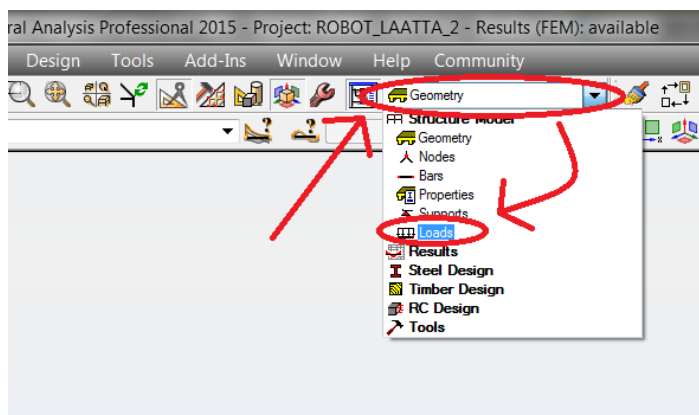 ral Analysis Professional 2015 - Project: ROBOT_LAATTA_2 - Results (FEM): available
Design Tools Add-Ins Window Help Community
Geometry
Structure Model
Geometry
Nodes
Bars
Properties
Supports
Loads
Results
Steel Design
Timber Design
RC Design
Tools